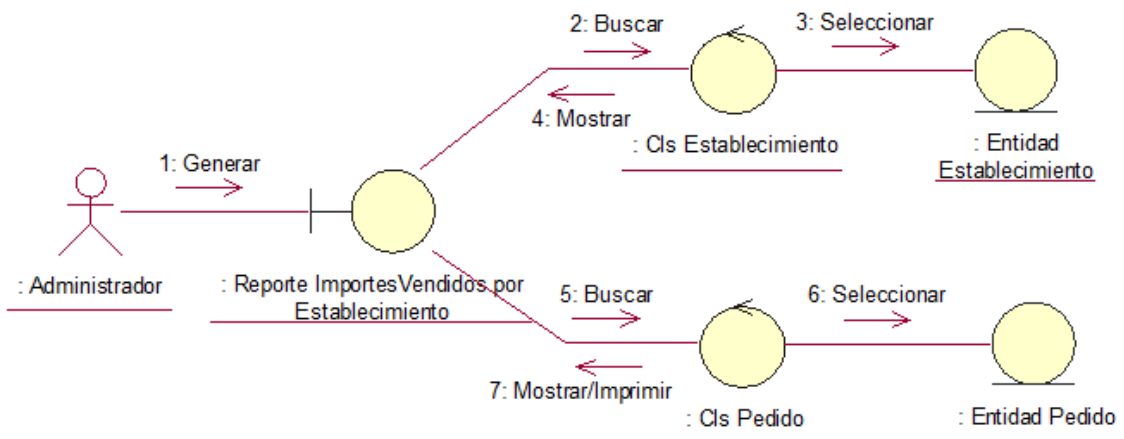 2: Buscar
3: Seleccionar
4: Mostrar
: Cls Establecimiento
: Entidad
Establecimiento
1: Generar
: Administrador
: Reporte ImportesVendidos por
Establecimiento
5: Buscar
6: Seleccionar
7: Mostrar/Imprimir
: Cls Pedido
: Entidad Pedido